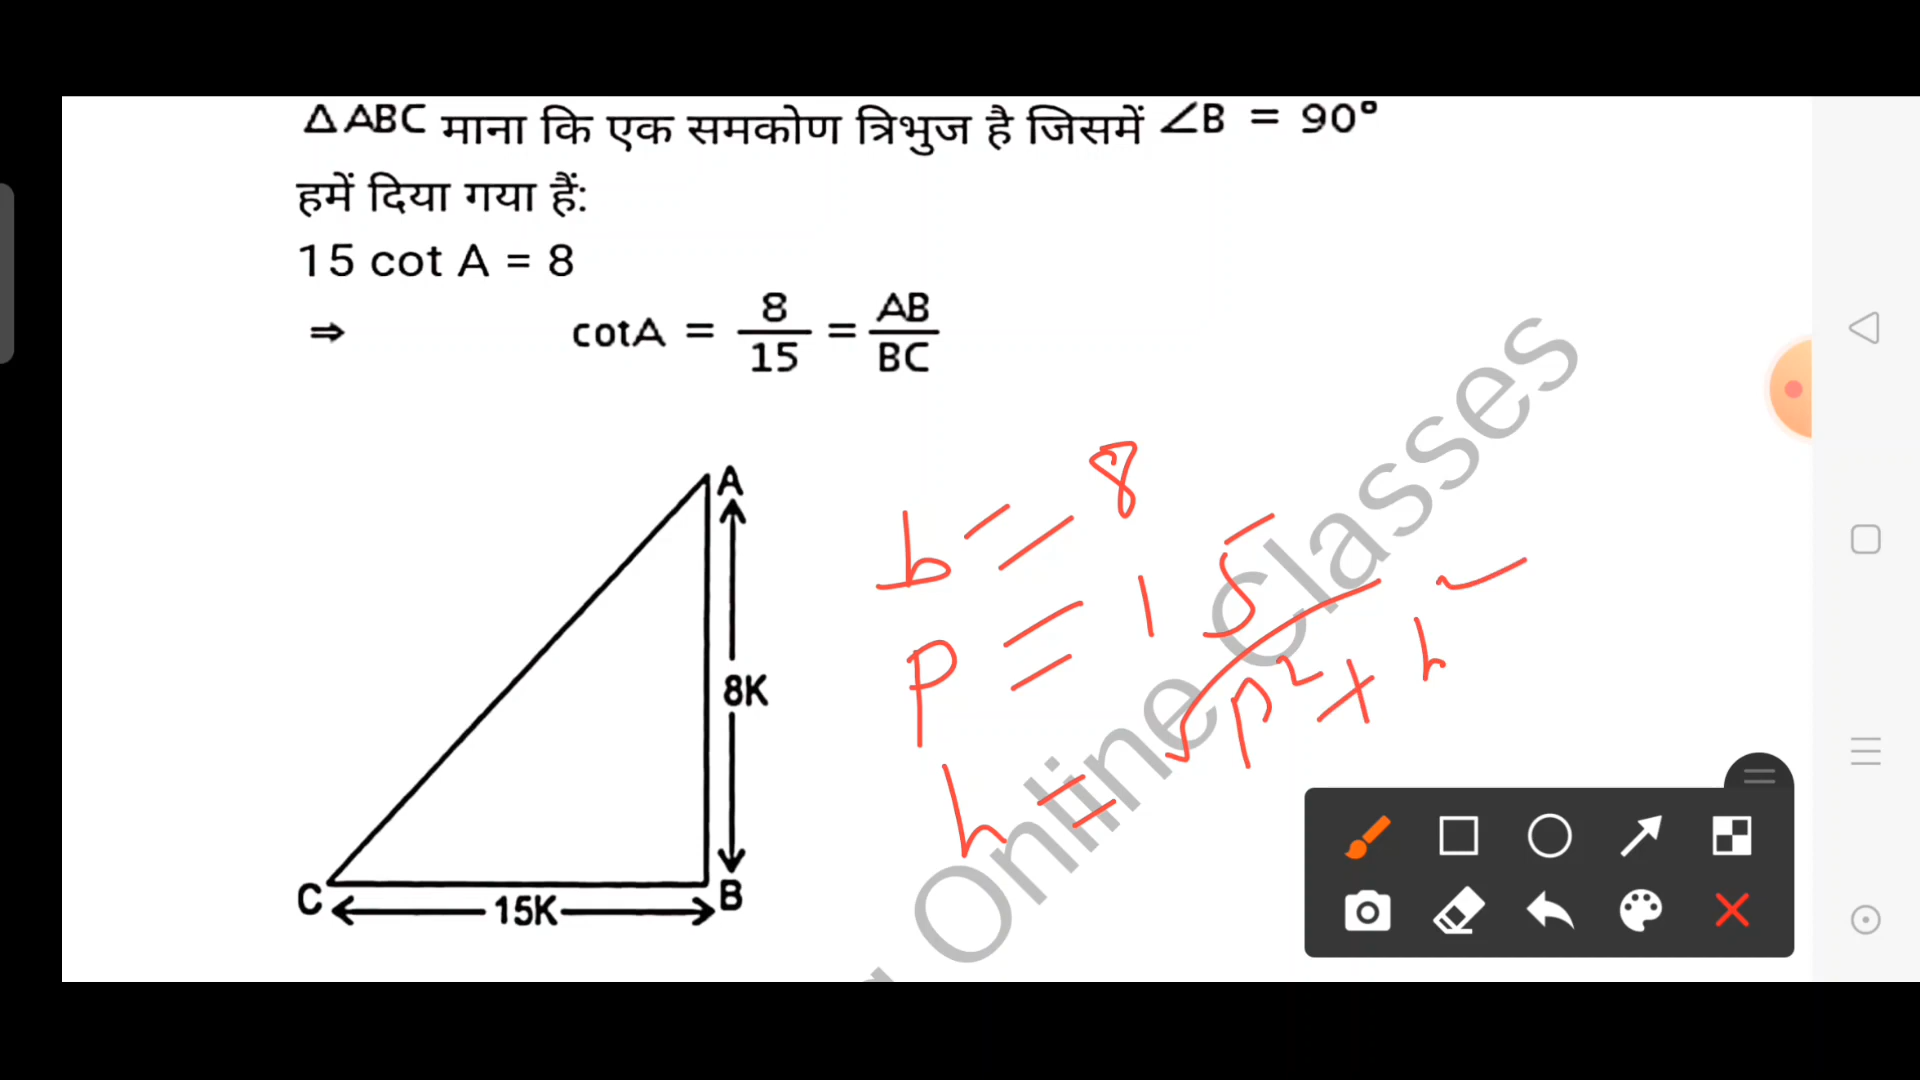 △ABC माना कि एक समकोण त्रिभुज है जिसमें ∠B = 90°
हमें दिया गया हैं:
15 cot A = 8
⇒ cotA = 8/15 = AB/BC
A
8K
B
C
15K
b = 8
p = 15
h = √p²+b
Online Classes